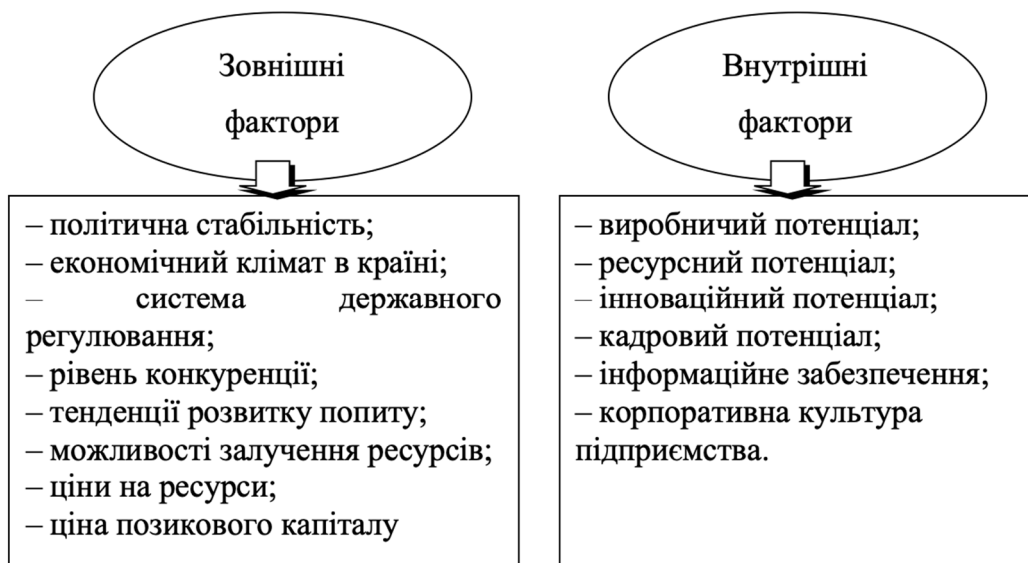 Зовнішні
фактори
– політична стабільність;
– економічний клімат в країні;
– система державного
регулювання;
– рівень конкуренції;
– тенденції розвитку попиту;
– можливості залучення ресурсів;
– ціни на ресурси;
– ціна позикового капіталу
Внутрішні
фактори
– виробничий потенціал;
– ресурсний потенціал;
– інноваційний потенціал;
– кадровий потенціал;
– інформаційне забезпечення;
– корпоративна культура
підприємства.